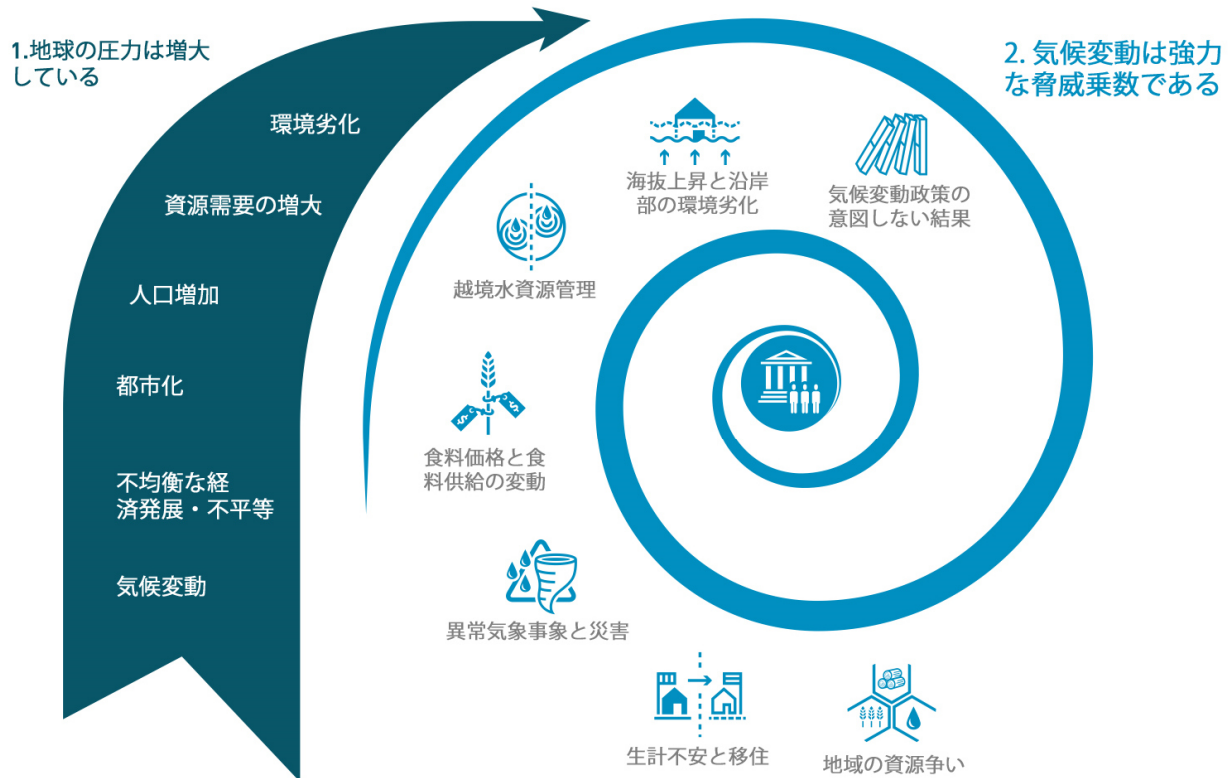 1.地球の圧力は増大
している
環境劣化
資源需要の増大
人口増加
都市化
不均衡な経
済発展・不平等
気候変動
2. 気候変動は強力
な脅威乗数である
海抜上昇と沿岸
部の環境劣化
気候変動政策の
意図しない結果
越境水資源管理
食料価格と食
料供給の変動
異常気象事象と災害
生計不安と移住
地域の資源争い